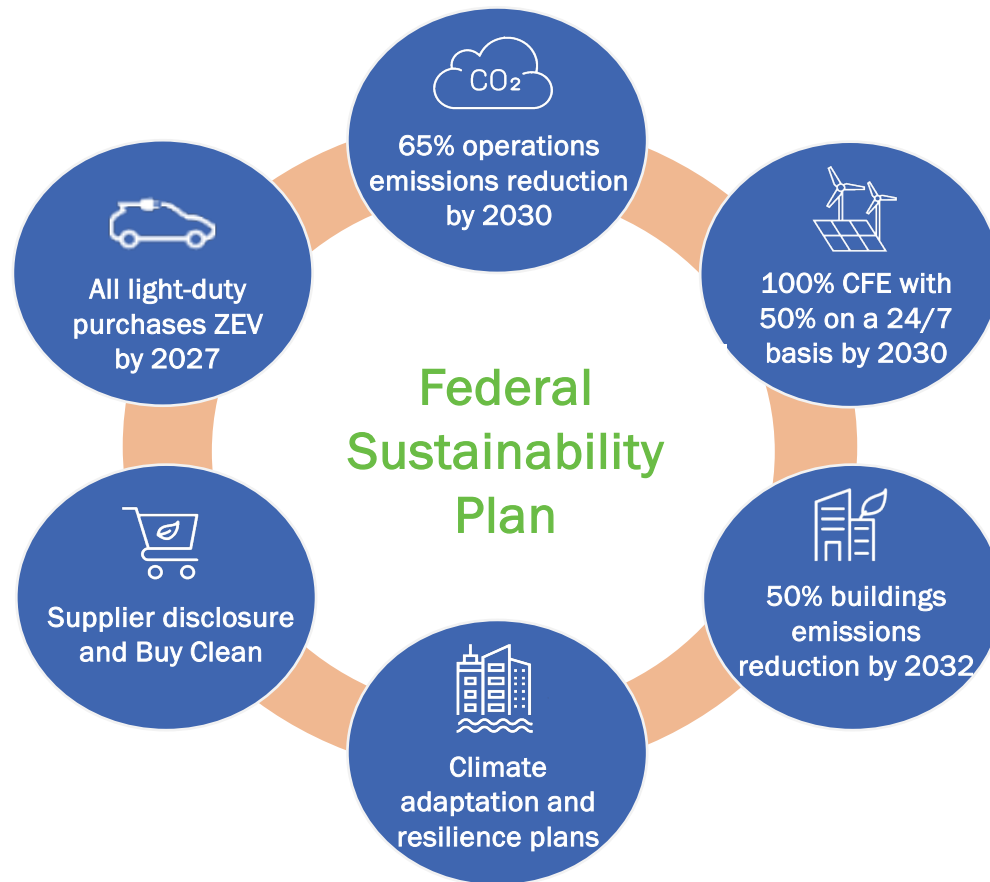 CO₂
65% operations
emissions reduction
by 2030
100% CFE with
50% on a 24/7
basis by 2030
50% buildings
emissions
reduction by 2032
Climate
adaptation and
resilience plans
Supplier disclosure
and Buy Clean
All light-duty
purchases ZEV
by 2027
Federal
Sustainability
Plan